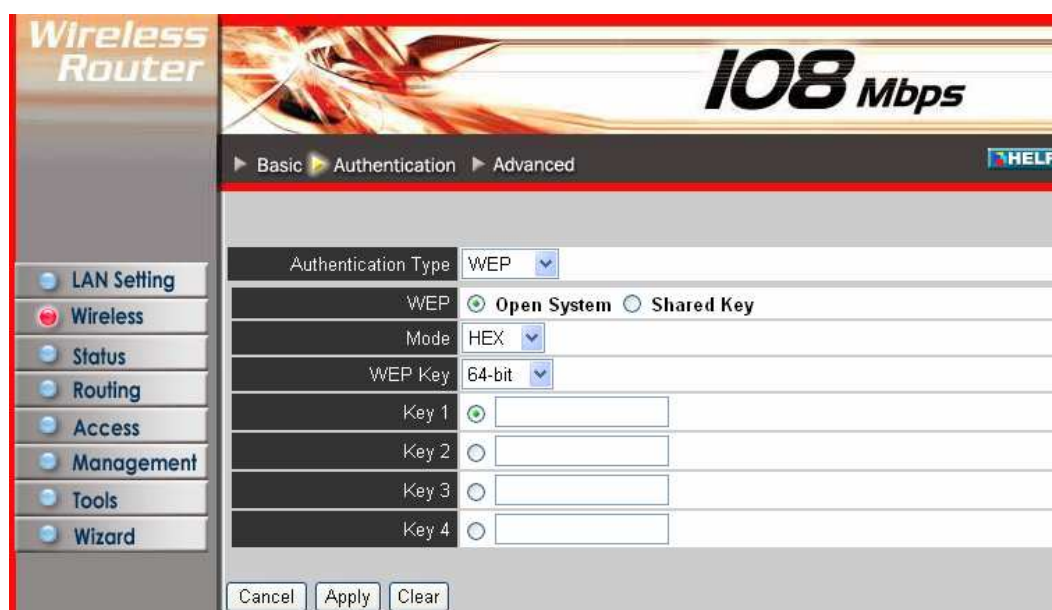 Wireless
Router
108 Mbps
Basic Authentication Advanced
HELP
LAN Setting
Wireless
Status
Routing
Access
Management
Tools
Wizard
Authentication Type WEP
WEP Open System Shared Key
Mode HEX
WEP Key 64-bit
Key 1
Key 2
Key 3
Key 4
Cancel Apply Clear